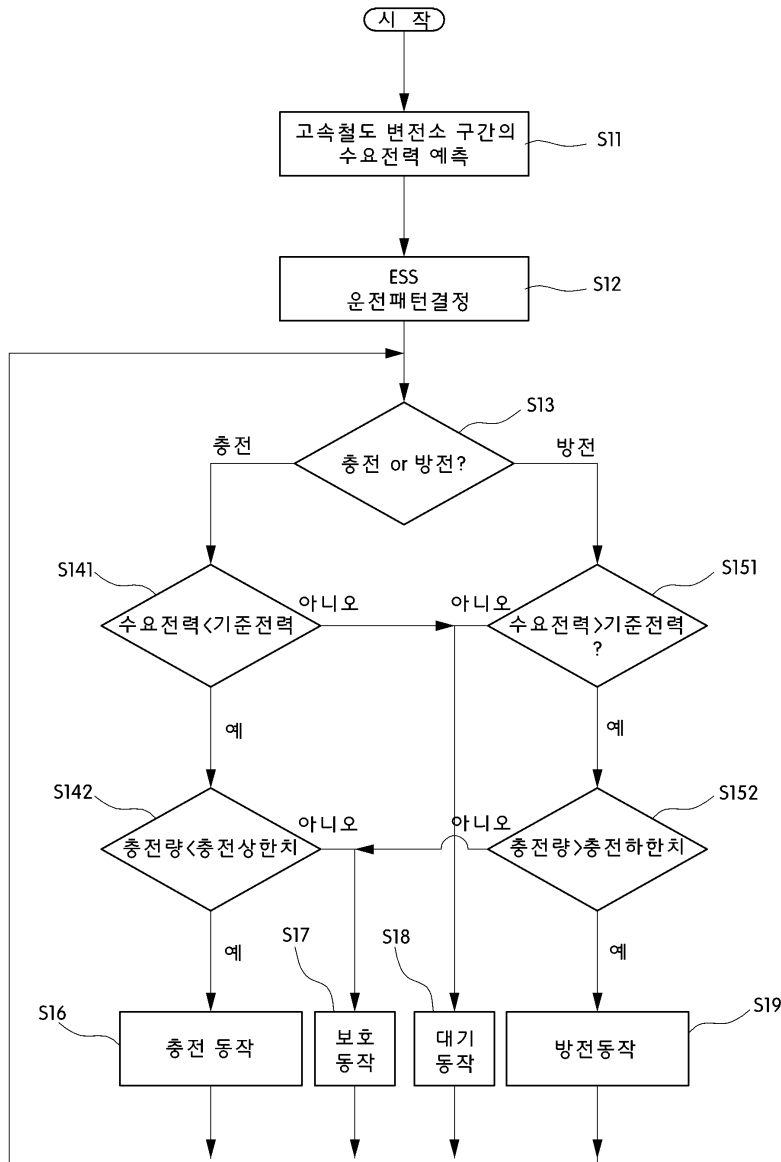 시 작
고속철도 변전소 구간의
수요전력 예측
S11
ESS
운전패턴결정
S12
S13
충전
충전 or 방전?
방전
S141
S151
수요전력<기준전력
아니오
아니오
수요전력>기준전력
?
예
예
S142
S152
충전량<충전상한치
아니오
아니오
충전량>충전하한치
예
예
S17
S18
S16
S19
충전 동작
보호
동작
대기
동작
방전동작